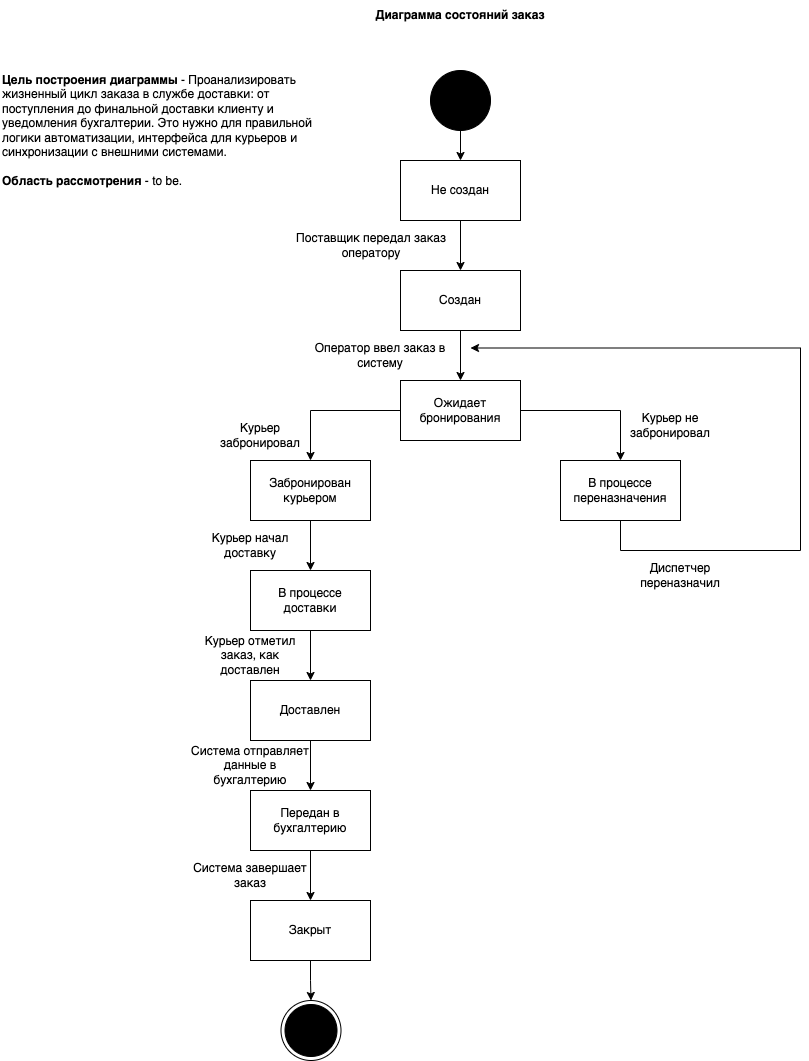 Диаграмма состояний заказ
Цель построения диаграммы - Проанализировать
жизненный цикл заказа в службе доставки: от
поступления до финальной доставки клиенту и
уведомления бухгалтерии. Это нужно для правильной
логики автоматизации, интерфейса для курьеров и
синхронизации с внешними системами.
Область рассмотрения - to be.
Не создан
Поставщик передал заказ
оператору
Создан
Оператор ввел заказ в
систему
Ожидает
бронирования
Курьер
забронировал
Курьер не
забронировал
Забронирован
курьером
В процессе
переназначения
Курьер начал
доставку
Диспетчер
переназначил
В процессе
доставки
Курьер отметил
заказ, как
доставлен
Доставлен
Система отправляет
данные в
бухгалтерию
Передан в
бухгалтерию
Система завершает
заказ
Закрыт